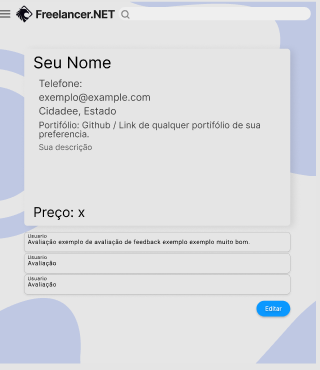 Freelancer.NET
Seu Nome
Telefone:
exemplo@example.com
Cidadee, Estado
Portifólio: Github / Link de qualquer portifólio de sua
preferencia.
Sua descrição
Preço: x
Usuario
Avaliação exemplo de avaliação de feedback exemplo exemplo muito bom.
Usuario
Avaliação
Usuario
Avaliação
Editar